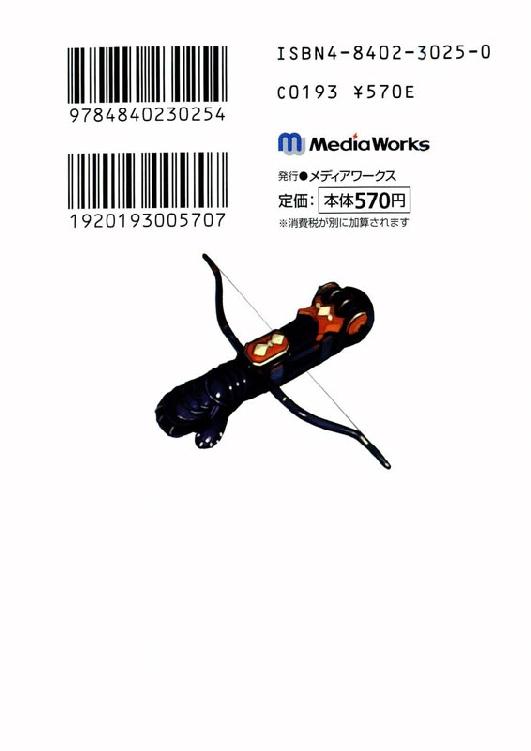 9784840230254
1920193005707
ISBN4-8402-3025-0
C0193 ¥570E
m MediaWorks
発行●メディアワークス
定価: 本体570円
※消費税が別に加算されます